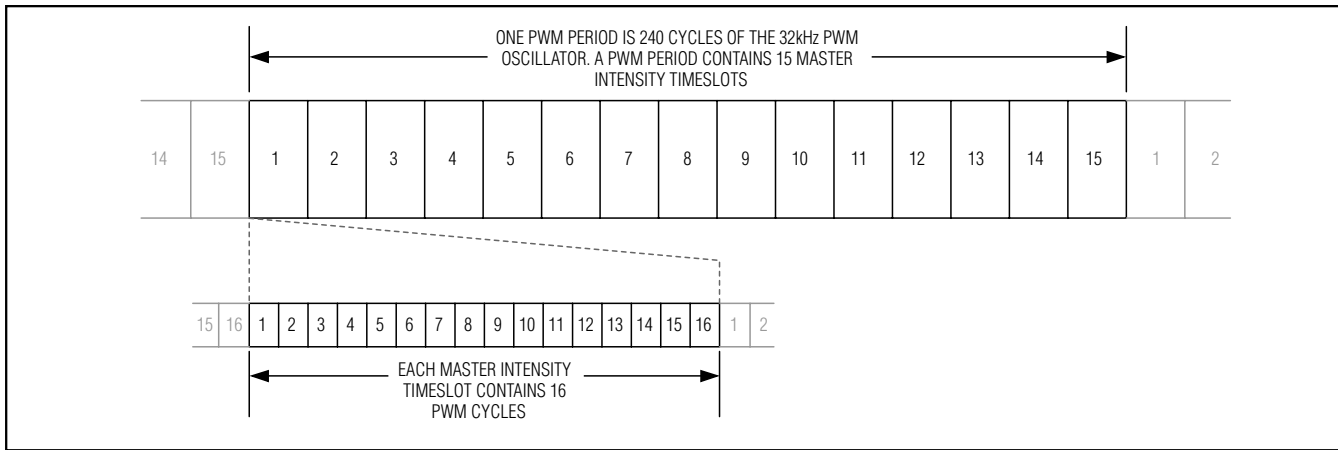 ONE PWM PERIOD IS 240 CYCLES OF THE 32kHz PWM
OSCILLATOR. A PWM PERIOD CONTAINS 15 MASTER
INTENSITY TIMESLOTS
14 15 1 2 3 4 5 6 7 8 9 10 11 12 13 14 15 1 2
15 16 1 2 3 4 5 6 7 8 9 10 11 12 13 14 15 16 1 2
EACH MASTER INTENSITY
TIMESLOT CONTAINS 16
PWM CYCLES